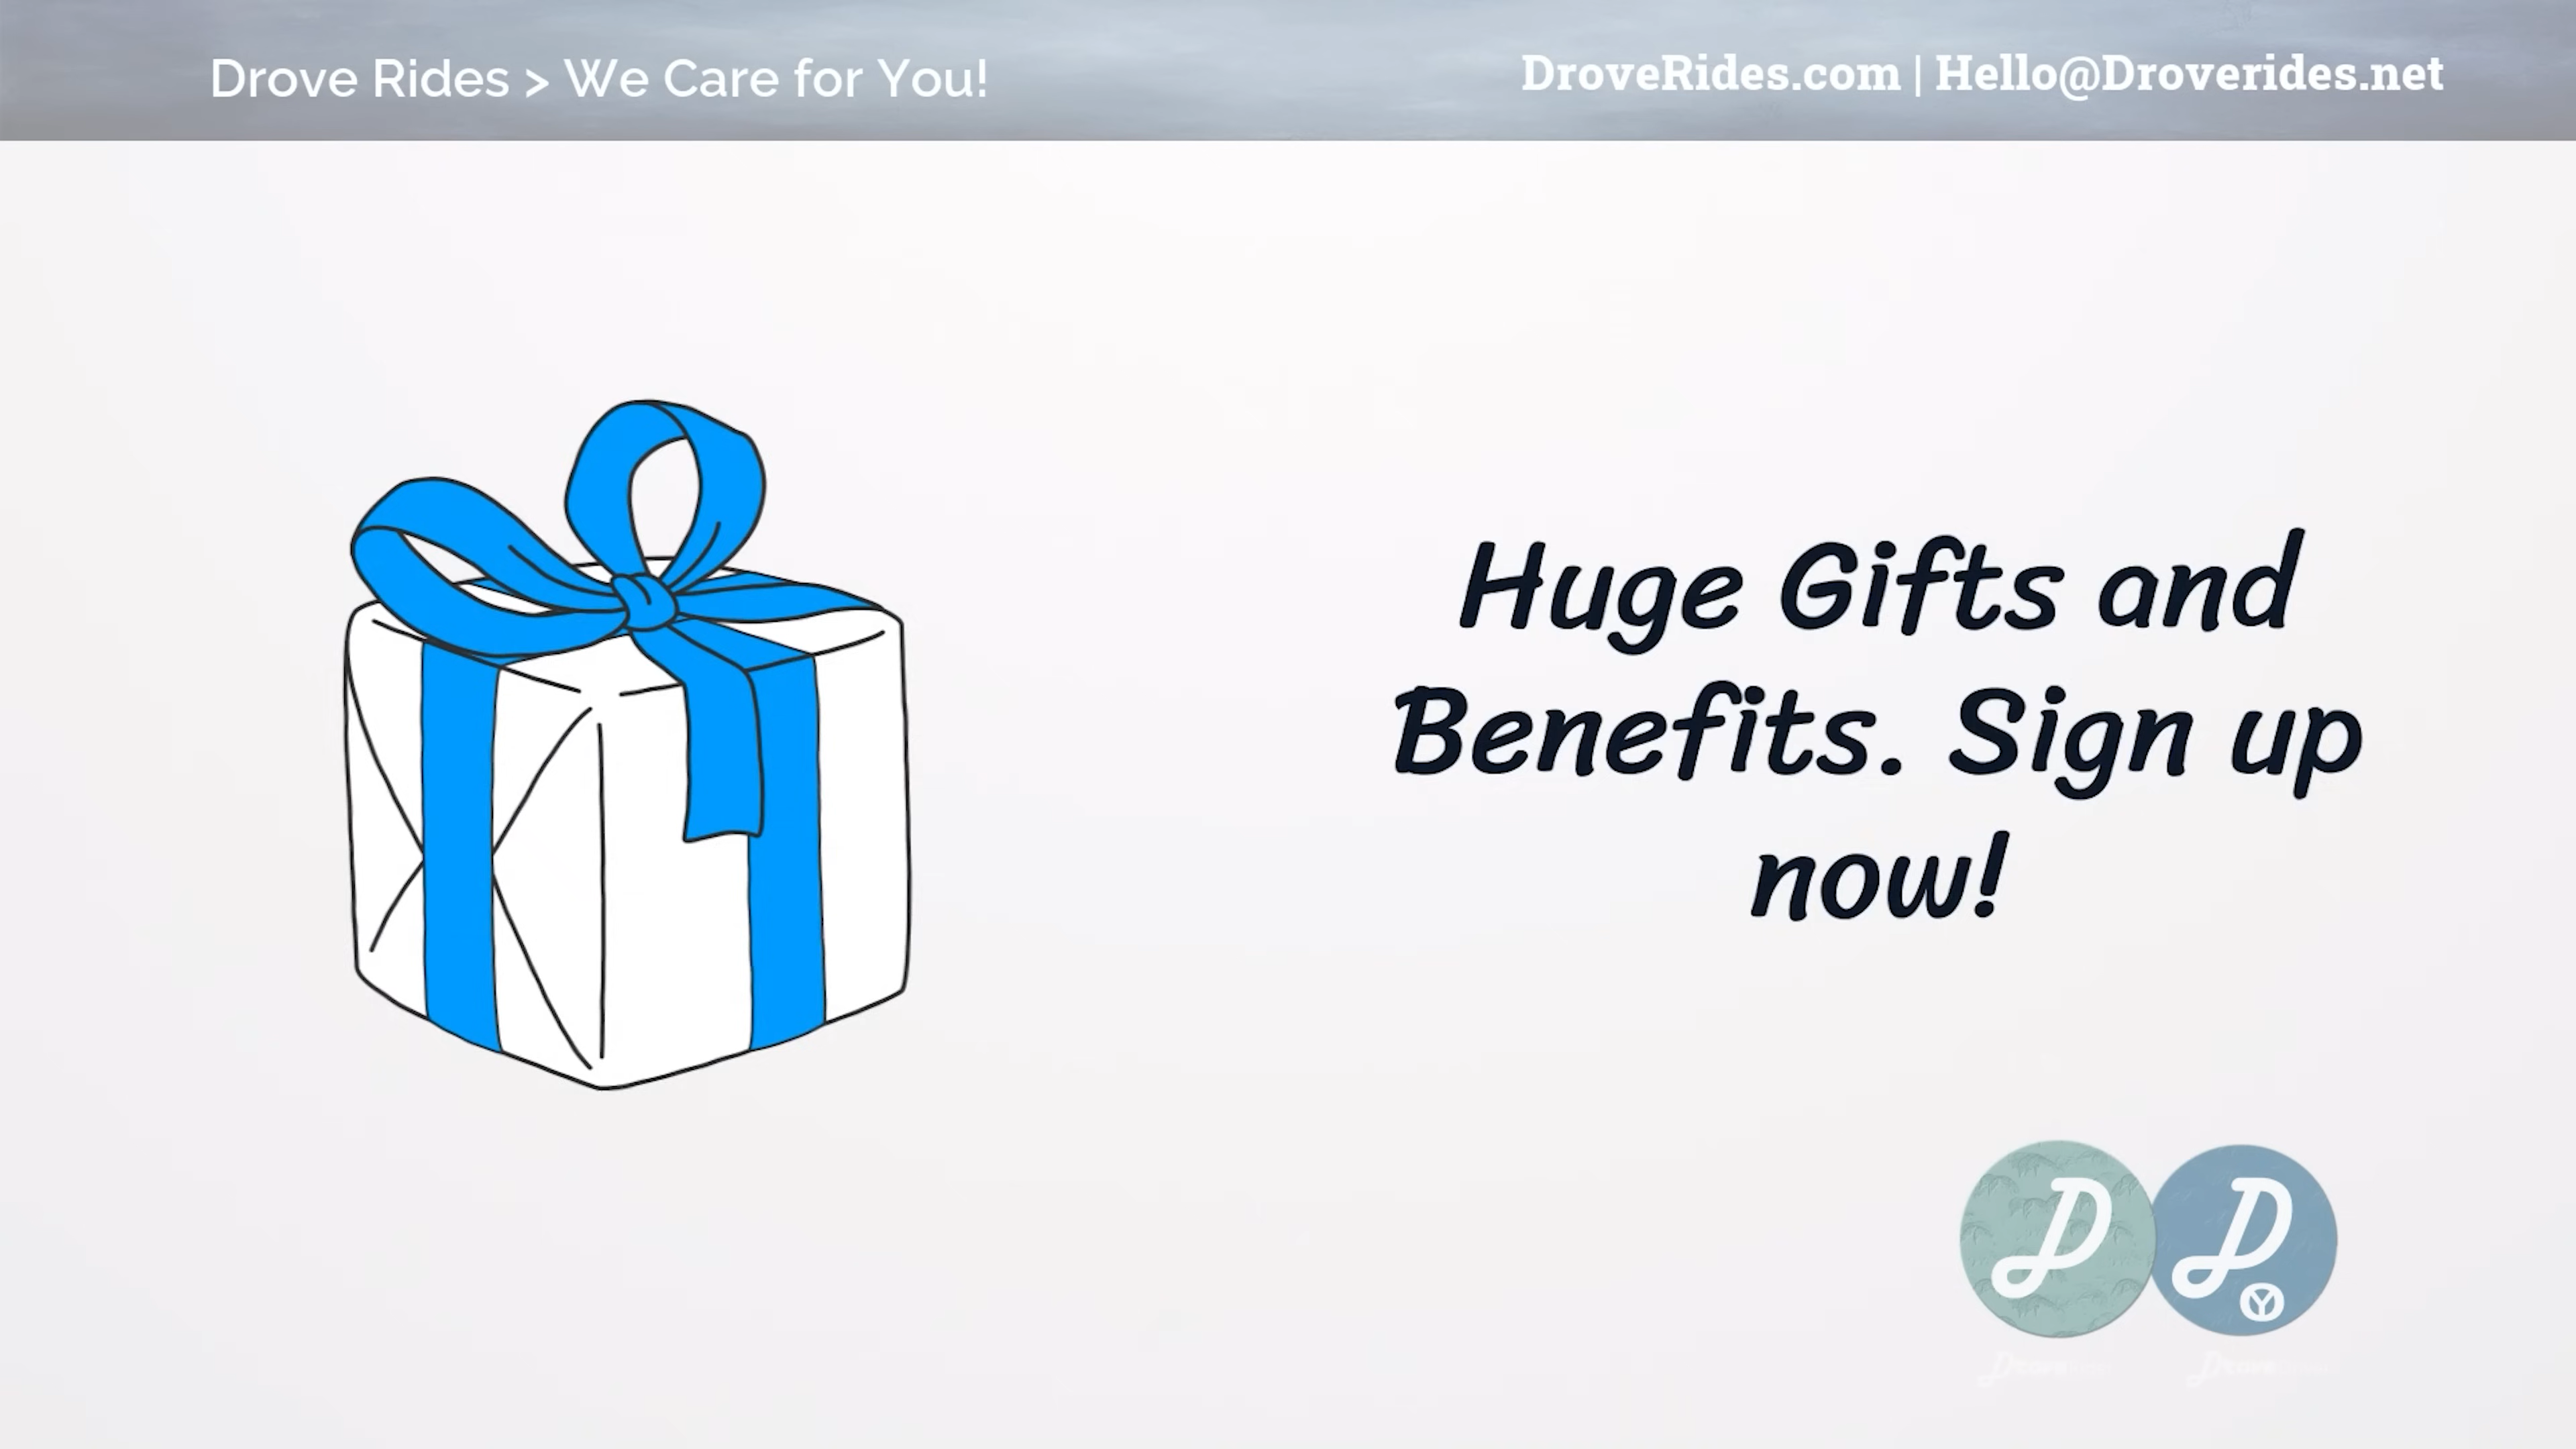 Drove Rides > We Care for You!
DroveRides.com | Hello@Droverides.net
Huge Gifts and
Benefits. Sign up
now!
D
D
Y